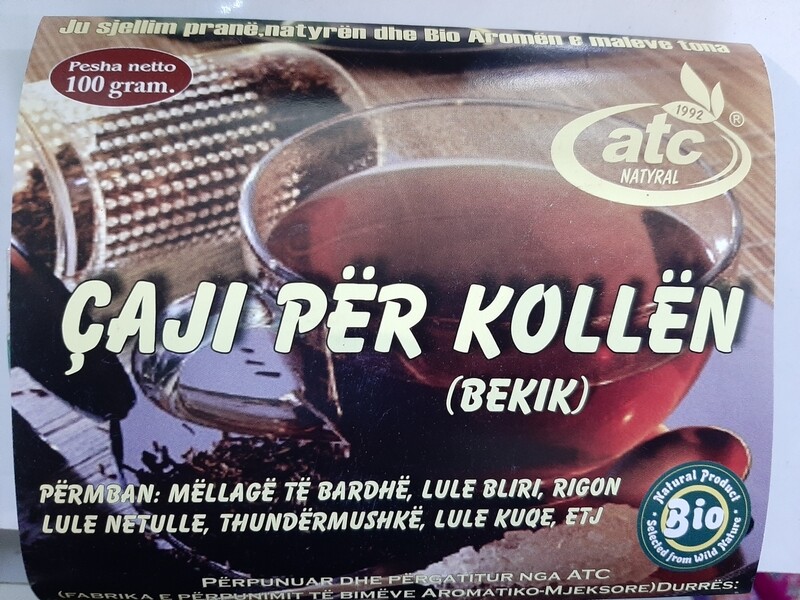 Ju sjellim pranë,natyrën dhe Bio Aromën e maleve tona
Pesha netto
100 gram.
1992
atc
®
NATYRAL
ÇAJI PËR KOLLËN
(BEKIK)
PËRMBAN: MËLLAGË TË BARDHË, LULE BLIRI, RIGON
LULE NETULLE, THUNDËRMUSHKË, LULE KUQE, ETJ
Natural Product
Bio
Selected from Wild Nature
PËRPUNUAR DHE PËRGATITUR NGA ATC
(FABRIKA E PËRPUNIMIT TË BIMËVE AROMATIKO-MJEKSORE)DURRËS: